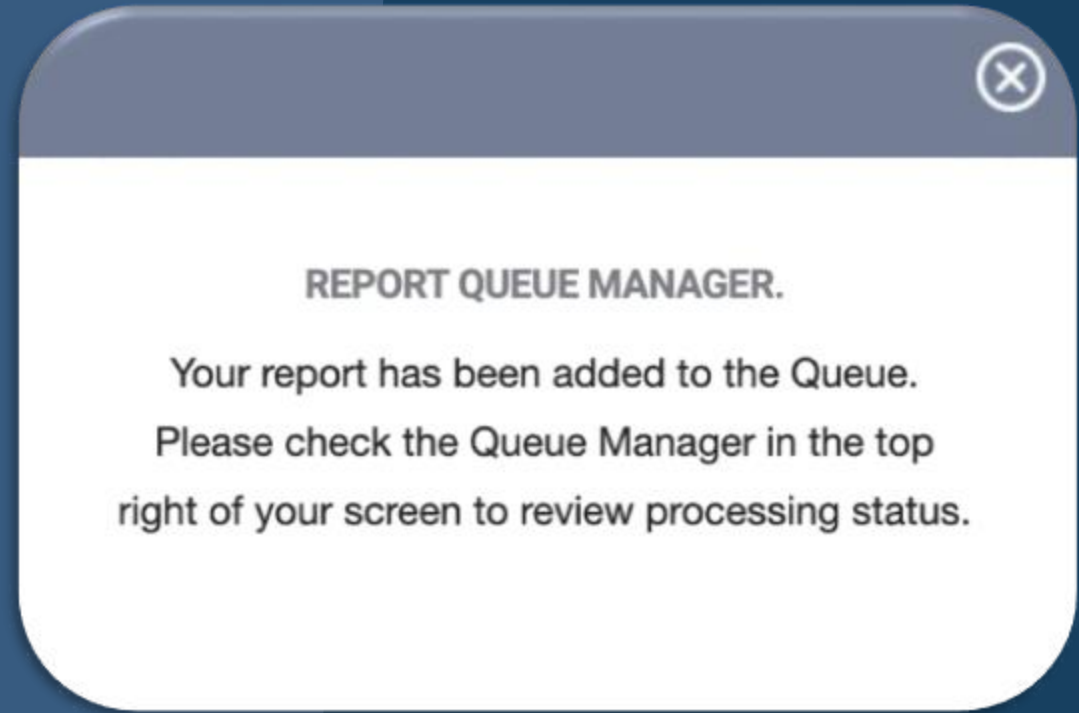 REPORT QUEUE MANAGER.
Your report has been added to the Queue.
Please check the Queue Manager in the top
right of your screen to review processing status.